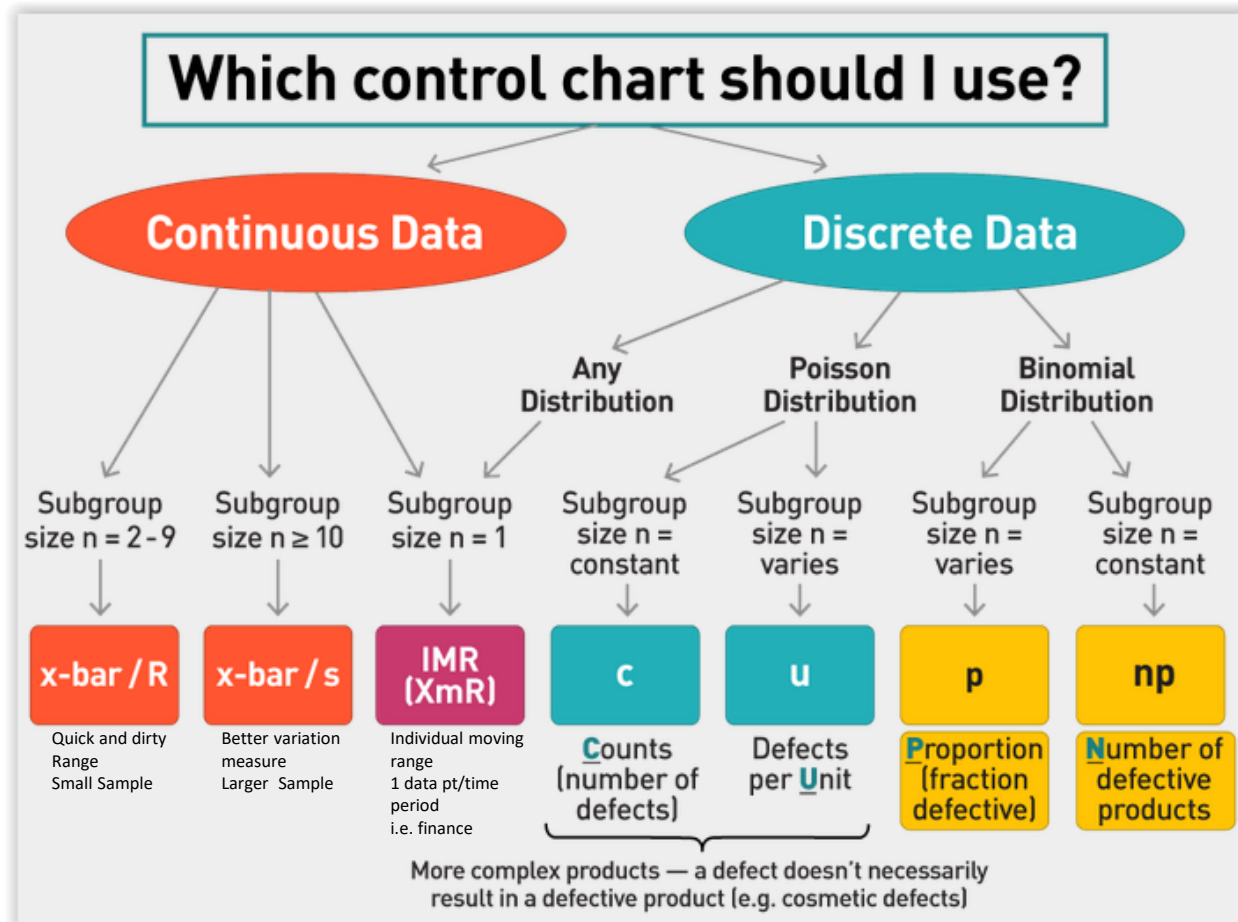 Which control chart should I use?
Continuous Data
Discrete Data
Any
Distribution
Poisson
Distribution
Binomial
Distribution
Subgroup
size n = 2 - 9
Subgroup
size n ≥ 10
Subgroup
size n = 1
Subgroup
size n =
constant
Subgroup
size n =
varies
Subgroup
size n =
varies
Subgroup
size n =
constant
x-bar / R
x-bar / s
IMR
(XmR)
c
u
p
np
Quick and dirty
Range
Small Sample
Better variation
measure
Larger Sample
Individual moving
range
1 data pt/time
period
i.e. finance
Counts
(number of
defects)
Defects
per Unit
Proportion
(fraction
defective)
Number of
defective
products
More complex products — a defect doesn't necessarily
result in a defective product (e.g. cosmetic defects)